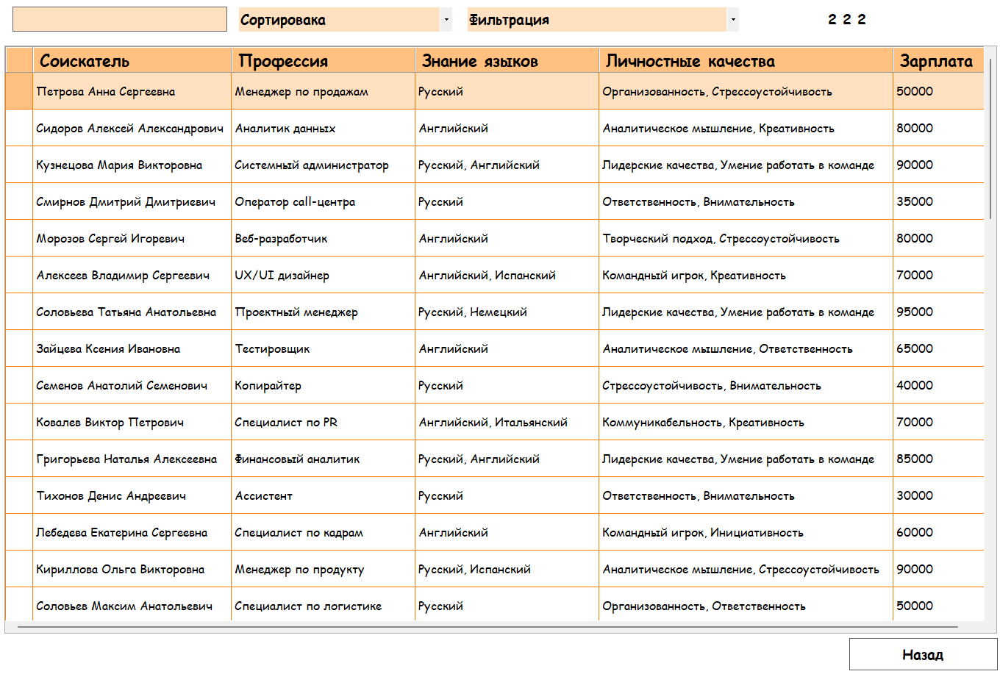 Сортировака Фильтрация 2 2 2
Соискатель Профессия Знание языков Личностные качества Зарплата
Петрова Анна Сергеевна Менеджер по продажам Русский Организованность, Стрессоустойчивость 50000
Сидоров Алексей Александрович Аналитик данных Английский Аналитическое мышление, Креативность 80000
Кузнецова Мария Викторовна Системный администратор Русский, Английский Лидерские качества, Умение работать в команде 90000
Смирнов Дмитрий Дмитриевич Оператор call-центра Русский Ответственность, Внимательность 35000
Морозов Сергей Игоревич Веб-разработчик Английский Творческий подход, Стрессоустойчивость 80000
Алексеев Владимир Сергеевич UX/UI дизайнер Английский, Испанский Командный игрок, Креативность 70000
Соловьева Татьяна Анатольевна Проектный менеджер Русский, Немецкий Лидерские качества, Умение работать в команде 95000
Зайцева Ксения Ивановна Тестировщик Английский Аналитическое мышление, Ответственность 65000
Семенов Анатолий Семенович Копирайтер Русский Стрессоустойчивость, Внимательность 40000
Ковалев Виктор Петрович Специалист по PR Английский, Итальянский Коммуникабельность, Креативность 70000
Григорьева Наталья Алексеевна Финансовый аналитик Русский, Английский Лидерские качества, Умение работать в команде 85000
Тихонов Денис Андреевич Ассистент Русский Ответственность, Внимательность 30000
Лебедева Екатерина Сергеевна Специалист по кадрам Английский Командный игрок, Инициативность 60000
Кириллова Ольга Викторовна Менеджер по продукту Русский, Испанский Аналитическое мышление, Стрессоустойчивость 90000
Соловьев Максим Анатольевич Специалист по логистике Русский Организованность, Ответственность 50000
Назад